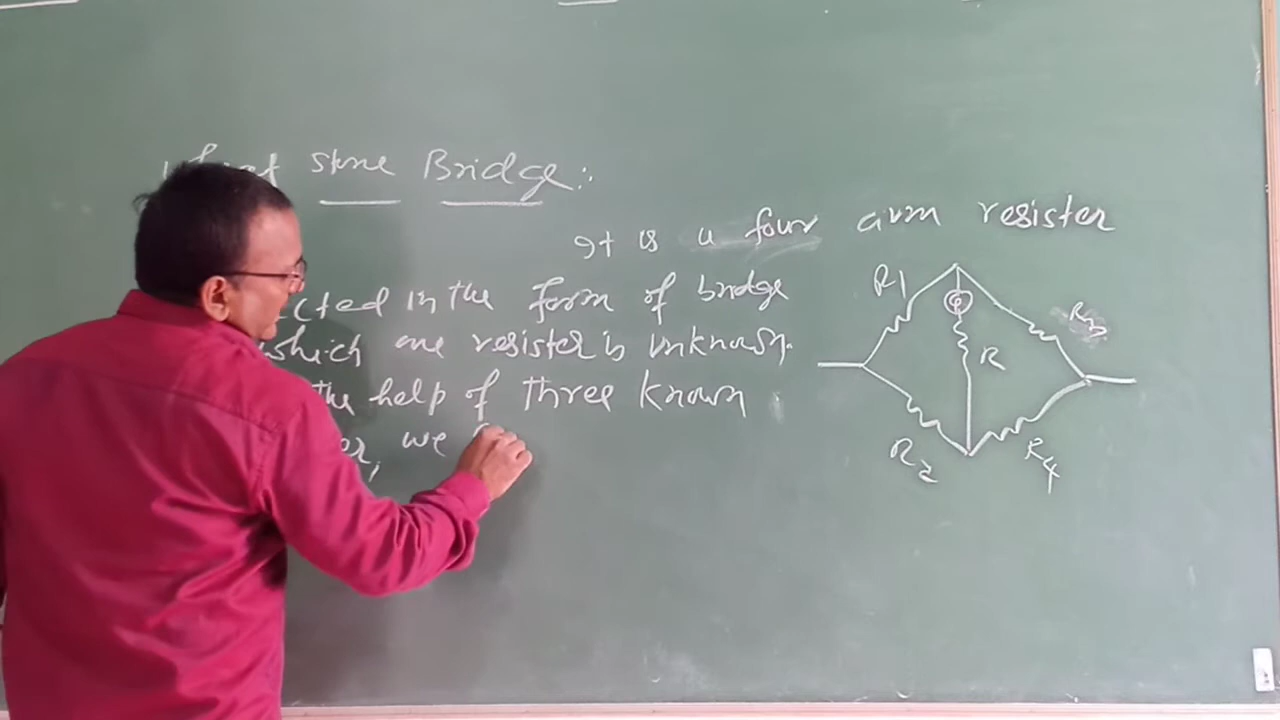 Stone Bridge :.
It is a four arm resister
in the form of bridge
which one resister is unknown.
the help of three known
we
R1
R3
R
R2
R4